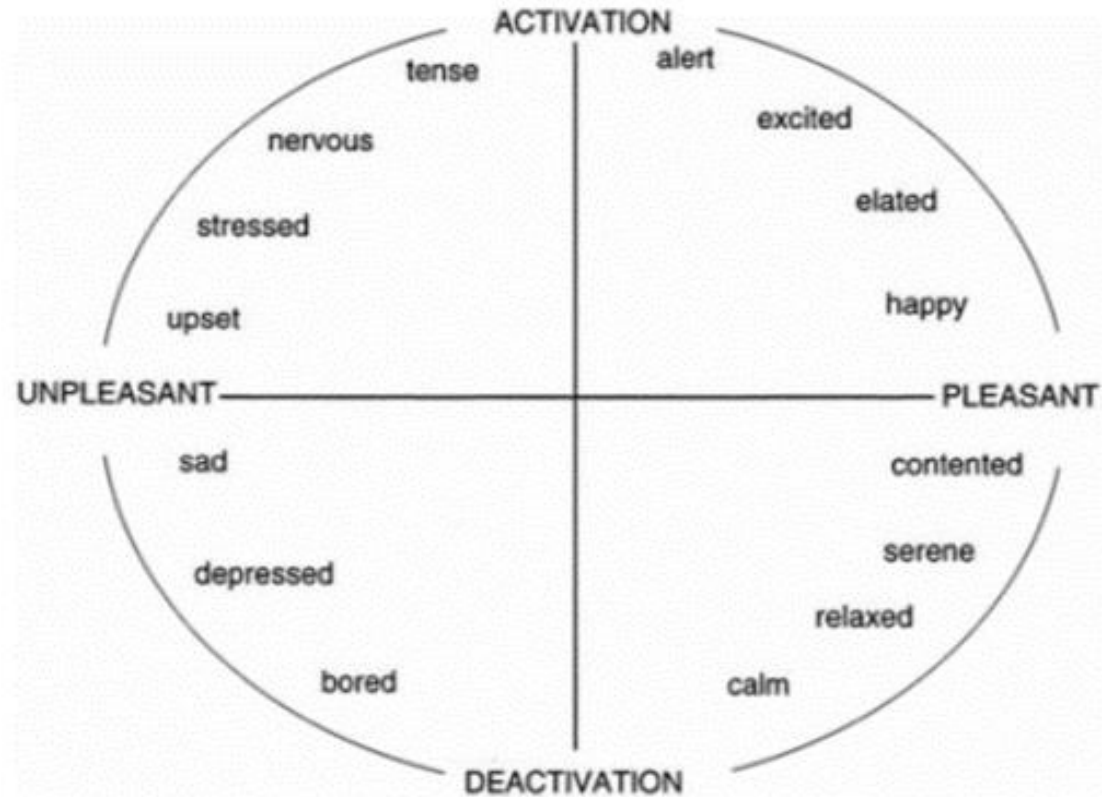 ACTIVATION
tense
alert
nervous
excited
stressed
elated
upset
happy
UNPLEASANT
PLEASANT
sad
contented
depressed
serene
relaxed
bored
calm
DEACTIVATION